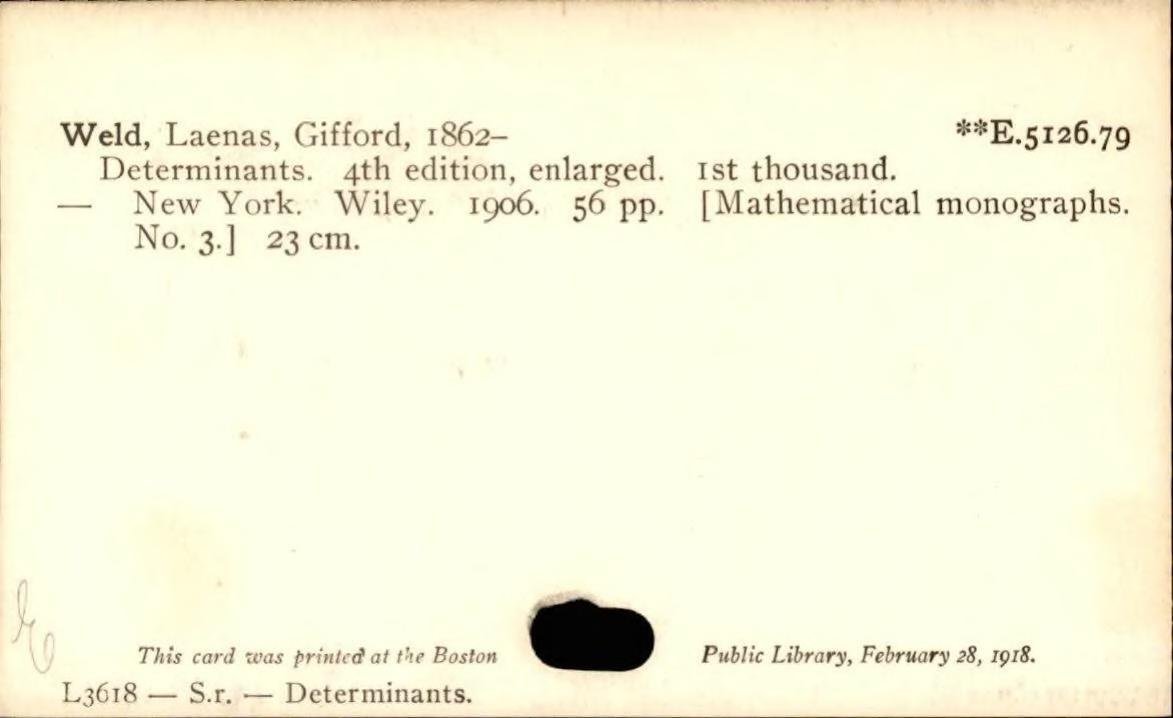 Weld, Laenas, Gifford, 1862– **E.5126.79
Determinants. 4th edition, enlarged. 1st thousand.
— New York. Wiley. 1906. 56 pp. [Mathematical monographs.
No. 3.] 23 cm.
This card was printed at the Boston Public Library, February 28, 1918.
L3618 — S.r. — Determinants.